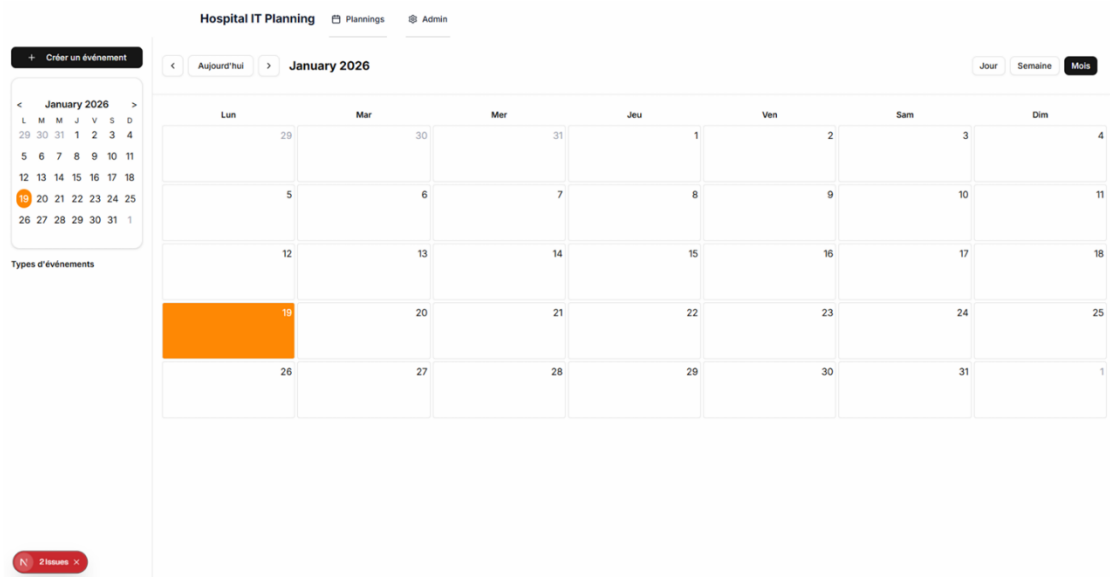 Hospital IT Planning Plannings Admin
+ Créer un événement
< January 2026 >
L M M J V S D
29 30 31 1 2 3 4
5 6 7 8 9 10 11
12 13 14 15 16 17 18
19 20 21 22 23 24 25
26 27 28 29 30 31 1
Types d'événements
< Aujourd'hui > January 2026 Jour Semaine Mois
Lun Mar Mer Jeu Ven Sam Dim
29 30 31 1 2 3 4
5 6 7 8 9 10 11
12 13 14 15 16 17 18
19 20 21 22 23 24 25
26 27 28 29 30 31 1
N 2 Issues ×